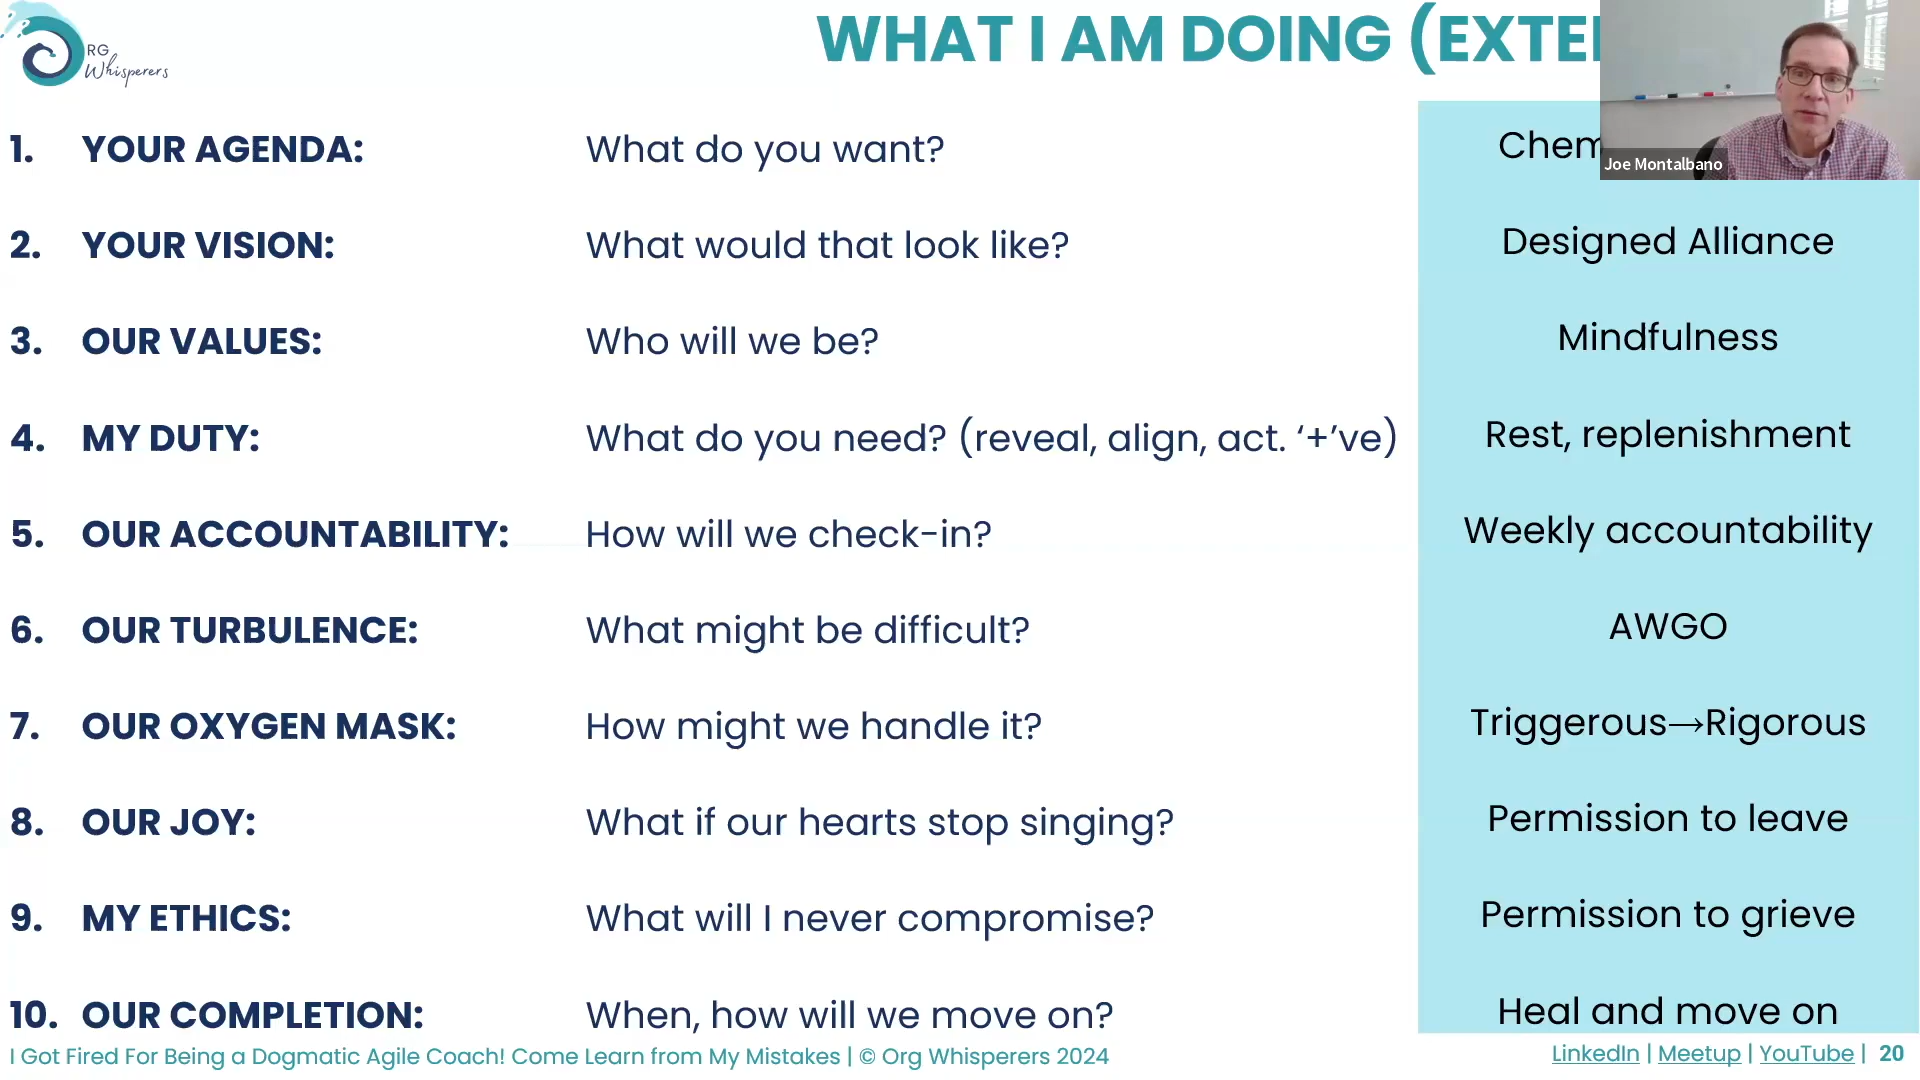 RG
Whisperers
WHAT I AM DOING (EXTE
Joe Montalbano
1. YOUR AGENDA: What do you want? Chem
2. YOUR VISION: What would that look like? Designed Alliance
3. OUR VALUES: Who will we be? Mindfulness
4. MY DUTY: What do you need? (reveal, align, act. ‘+’ve) Rest, replenishment
5. OUR ACCOUNTABILITY: How will we check-in? Weekly accountability
6. OUR TURBULENCE: What might be difficult? AWGO
7. OUR OXYGEN MASK: How might we handle it? Triggerous→Rigorous
8. OUR JOY: What if our hearts stop singing? Permission to leave
9. MY ETHICS: What will I never compromise? Permission to grieve
10. OUR COMPLETION: When, how will we move on? Heal and move on
I Got Fired For Being a Dogmatic Agile Coach! Come Learn from My Mistakes | © Org Whisperers 2024 LinkedIn | Meetup | YouTube | 20